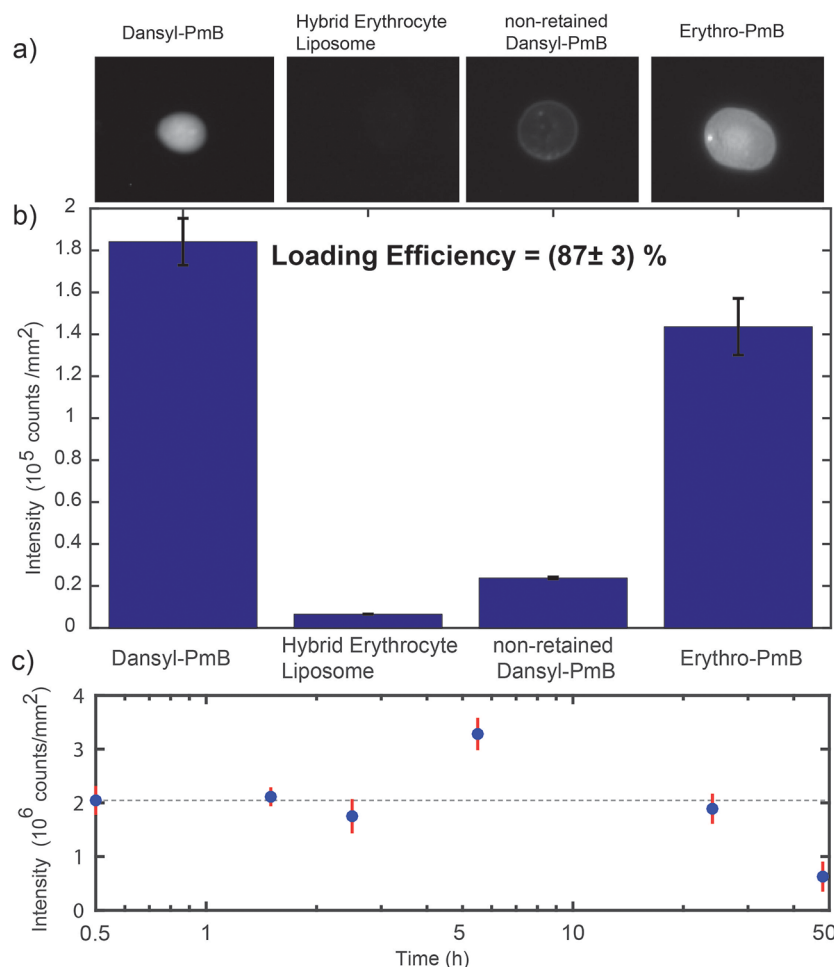 a)
Dansyl-PmB
Hybrid Erythrocyte
Liposome
non-retained
Dansyl-PmB
Erythro-PmB
b)
Loading Efficiency = (87± 3) %
Intensity (10⁵ counts /mm²)
2
1.8
1.6
1.4
1.2
1
0.8
0.6
0.4
0.2
0
Dansyl-PmB
Hybrid Erythrocyte
Liposome
non-retained
Dansyl-PmB
Erythro-PmB
c)
Intensity (10⁶ counts/mm²)
4
3
2
1
0
0.5
1
5
10
50
Time (h)